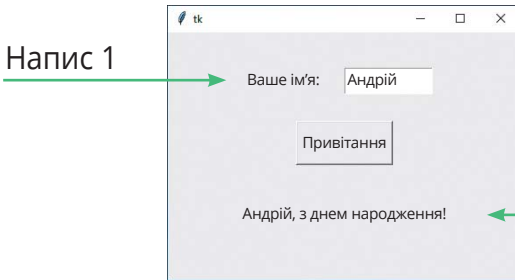 tk
Напис 1
Ваше ім’я: Андрій
Привітання
Андрій, з днем народження!